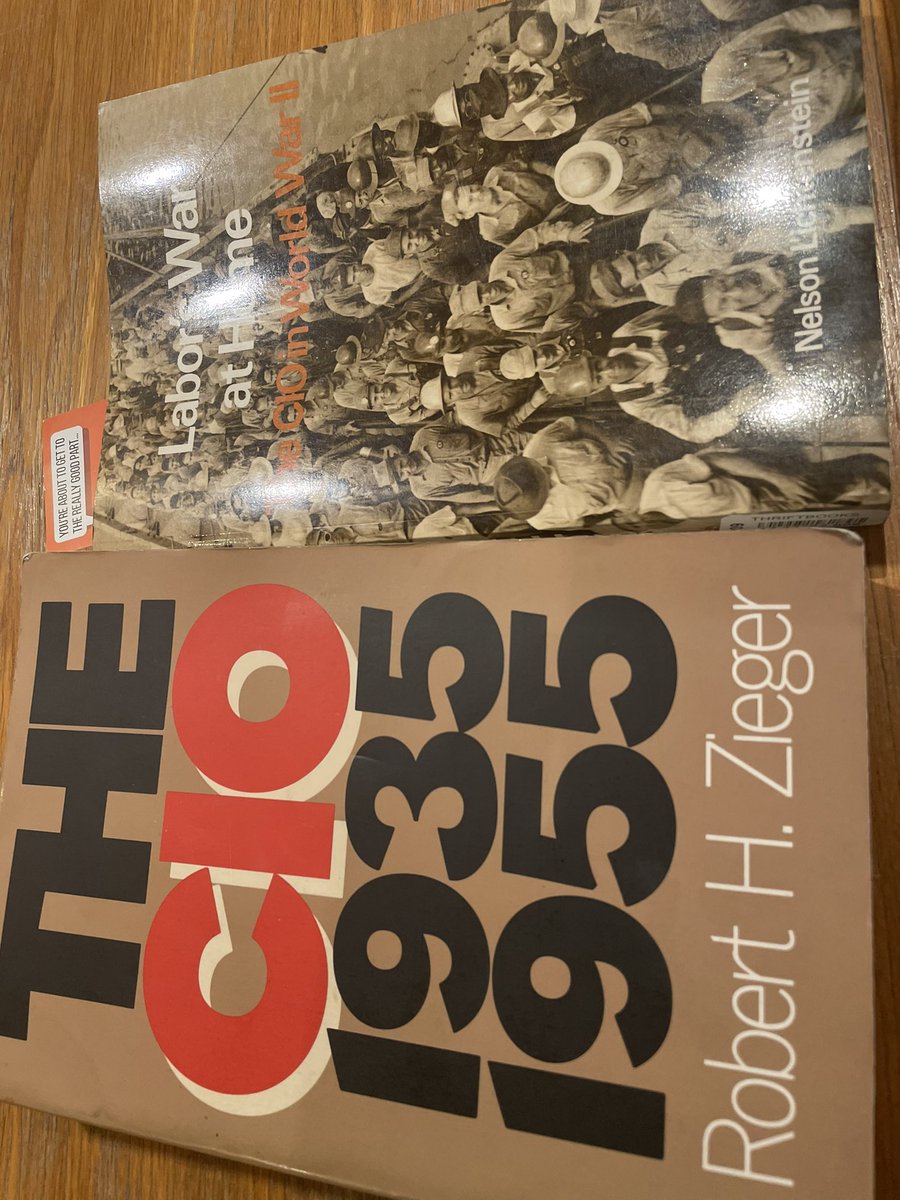 Labor's War
at Home
The CIO in World War II
Nelson Lichtenstein
YOU'RE ABOUT TO GET TO
THE REALLY GOOD PART...
THRIFTBOOKS
THE
CIO
1935
1955
Robert H. Zieger